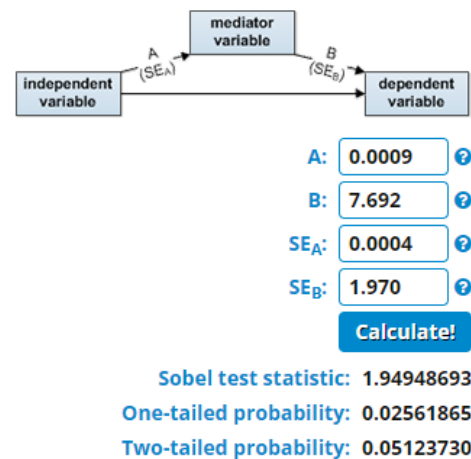 mediator
variable
A
(SEA)
B
(SEB)
independent
variable
dependent
variable
A: 0.0009 ?
B: 7.692 ?
SEA: 0.0004 ?
SEB: 1.970 ?
Calculate!
Sobel test statistic: 1.94948693
One-tailed probability: 0.02561865
Two-tailed probability: 0.05123730